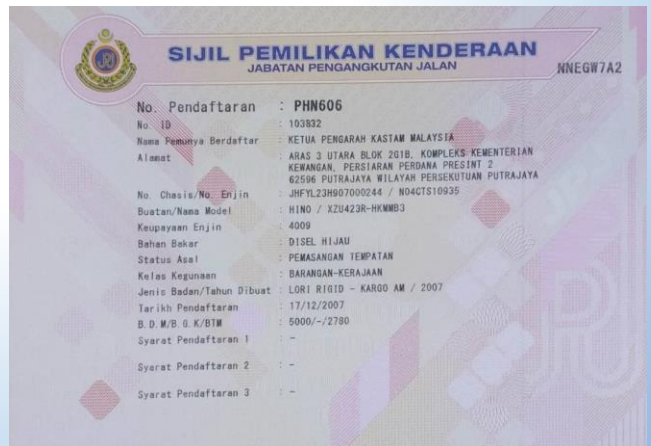 SIJIL PEMILIKAN KENDERAAN
JABATAN PENGANGKUTAN JALAN
NNEGW7A2
No. Pendaftaran : PHN606
No. ID : 103832
Nama Pemunya Berdaftar : KETUA PENGARAH KASTAM MALAYSIA
Alamat : ARAS 3 UTARA BLOK 2G1B, KOMPLEKS KEMENTERIAN
KEWANGAN, PERSIARAN PERDANA PRESINT 2
62596 PUTRAJAYA WILAYAH PERSEKUTUAN PUTRAJAYA
No. Chasis/No. Enjin : JHFYL23H907000244 / N04CTS10935
Buatan/Nama Model : HINO / XZU423R-HKMMB3
Keupayaan Enjin : 4009
Bahan Bakar : DISEL HIJAU
Status Asal : PEMASANGAN TEMPATAN
Kelas Kegunaan : BARANGAN-KERAJAAN
Jenis Badan/Tahun Dibuat : LORI RIGID - KARGO AM / 2007
Tarikh Pendaftaran : 17/12/2007
B.D.M/B.G.K/BTM : 5000/-/2780
Syarat Pendaftaran 1 : -
Syarat Pendaftaran 2 : -
Syarat Pendaftaran 3 : -